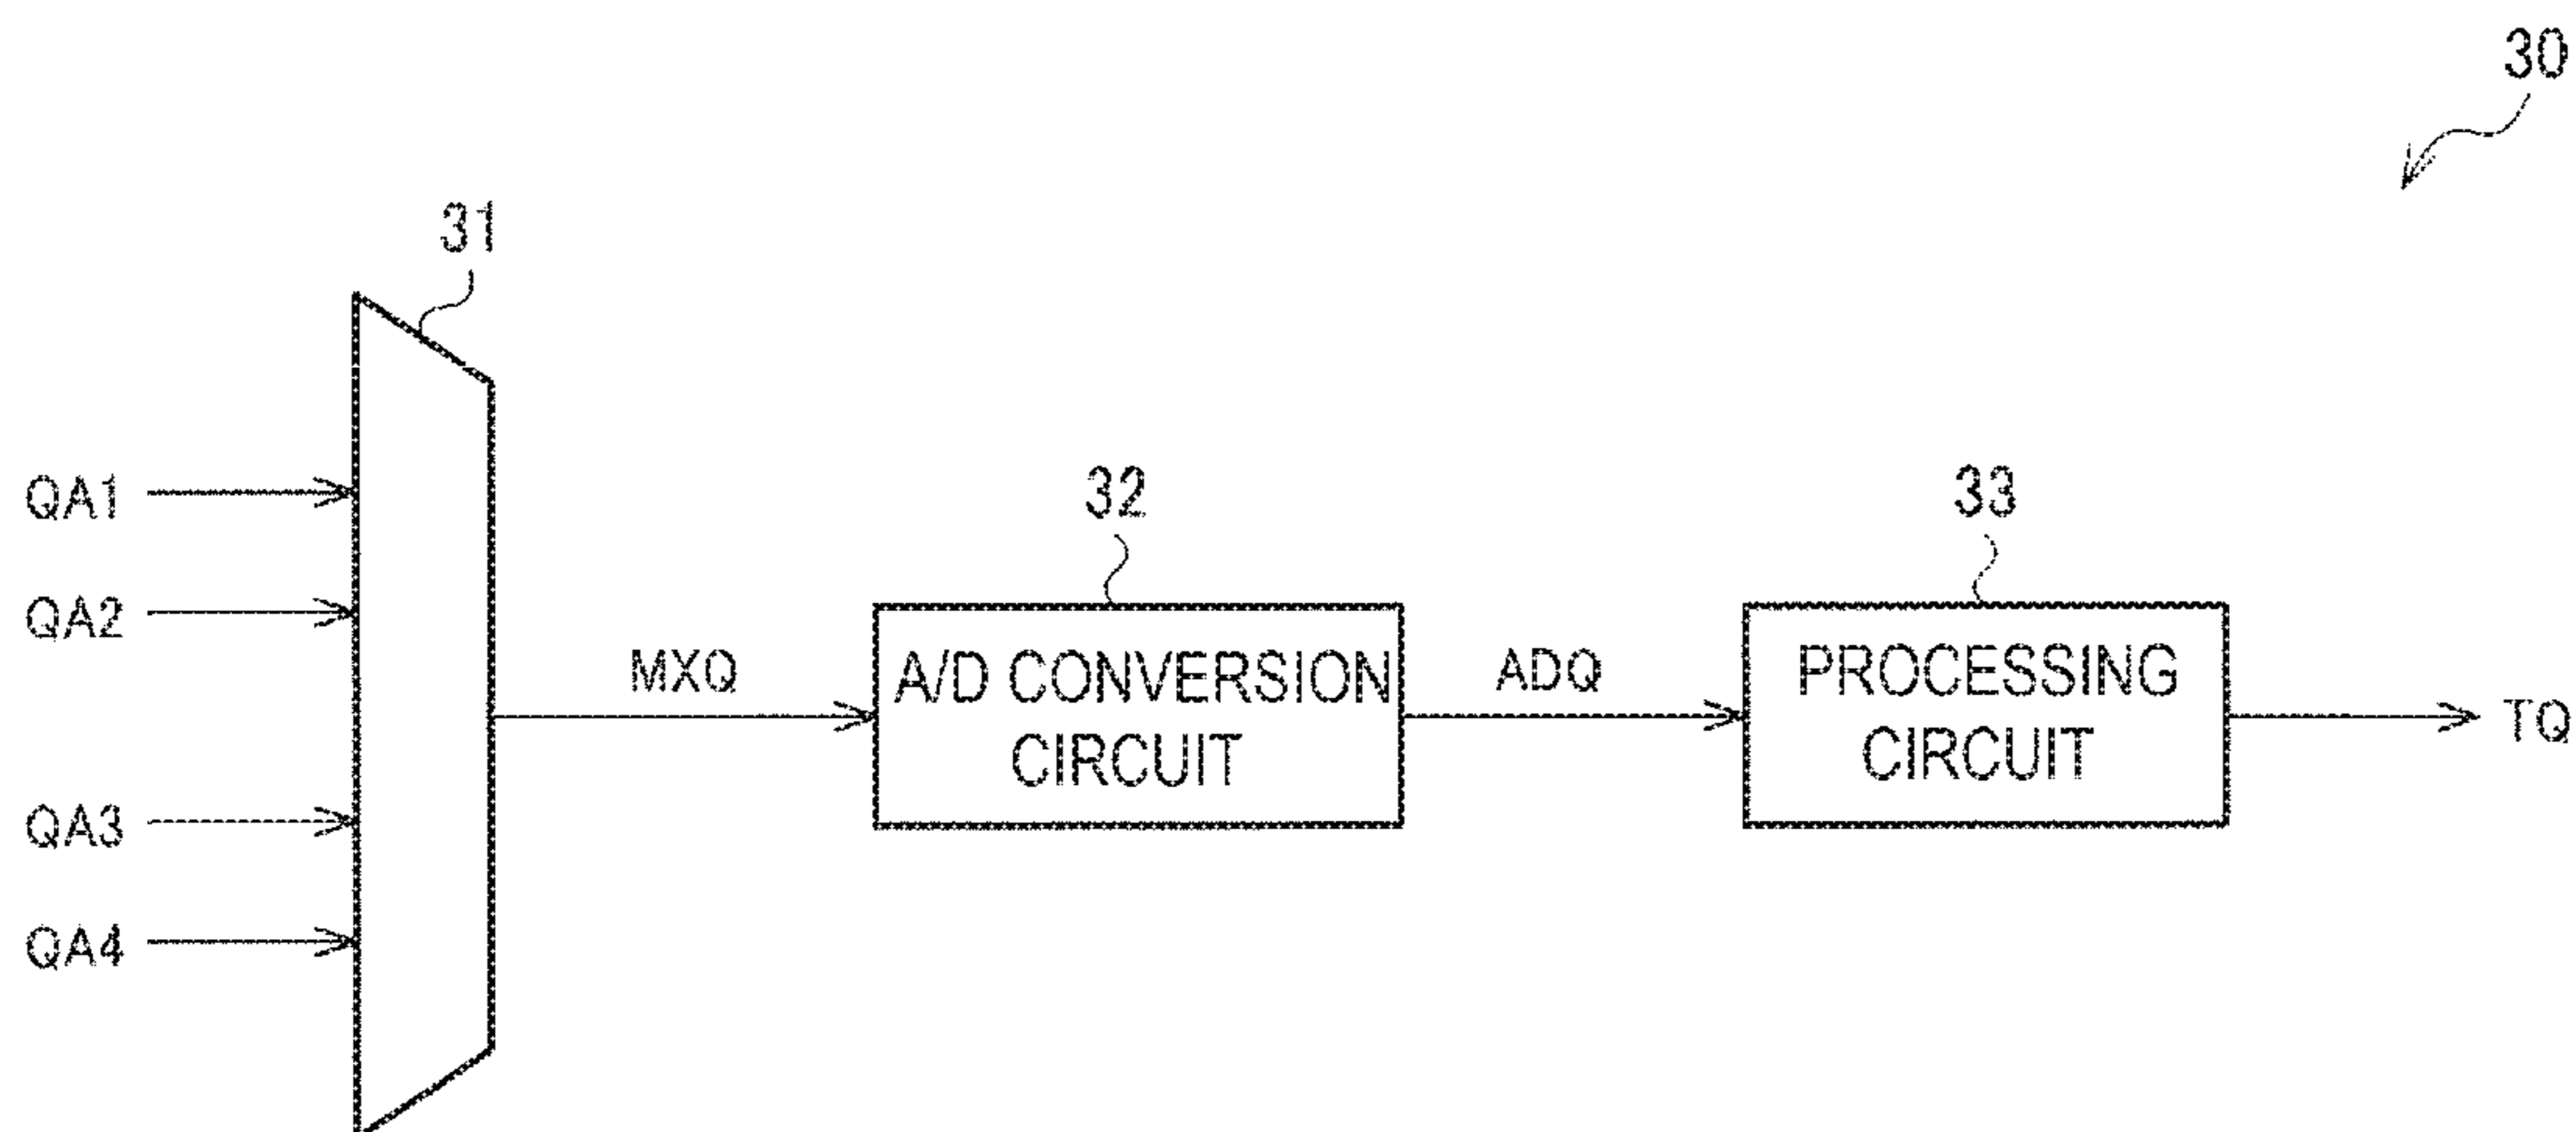 30
31
QA1
QA2
QA3
QA4
MXQ
32
A/D CONVERSION
CIRCUIT
ADQ
33
PROCESSING
CIRCUIT
TQ